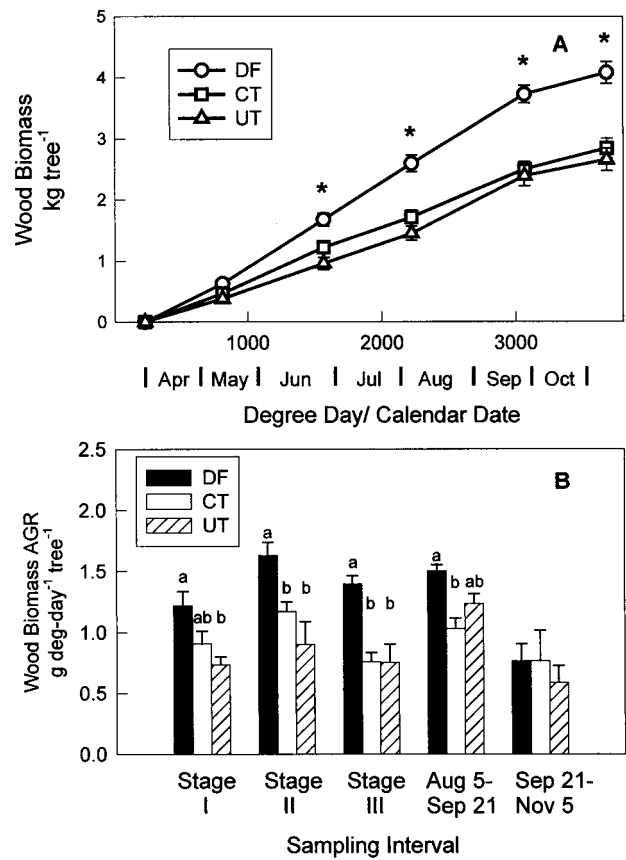 A
DF
CT
UT
* * * *
Wood Biomass
kg tree⁻¹
5
4
3
2
1
0
1000 2000 3000
| Apr | May | Jun | Jul | Aug | Sep | Oct |
Degree Day/ Calendar Date
B
DF
CT
UT
Wood Biomass AGR
g deg-day⁻¹ tree⁻¹
2.5
2.0
1.5
1.0
0.5
0.0
a ab b
a b b
a b b
a b ab
Stage I
Stage II
Stage III
Aug 5-
Sep 21
Sep 21-
Nov 5
Sampling Interval